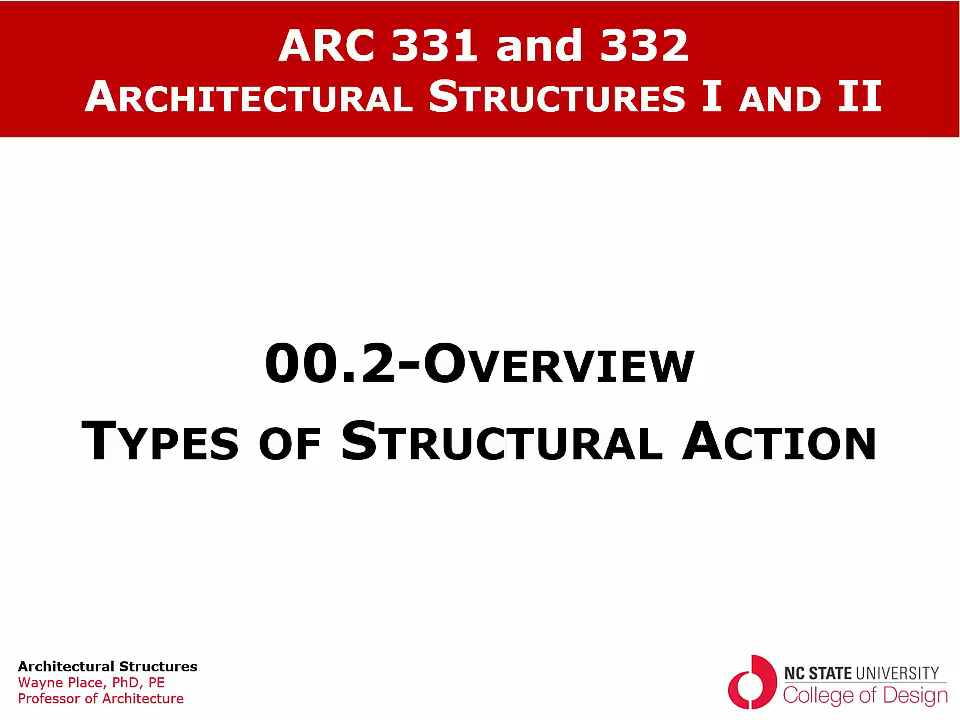 ARC 331 and 332
ARCHITECTURAL STRUCTURES I AND II
00.2-OVERVIEW
TYPES OF STRUCTURAL ACTION
Architectural Structures
Wayne Place, PhD, PE
Professor of Architecture
NC STATE UNIVERSITY
College of Design